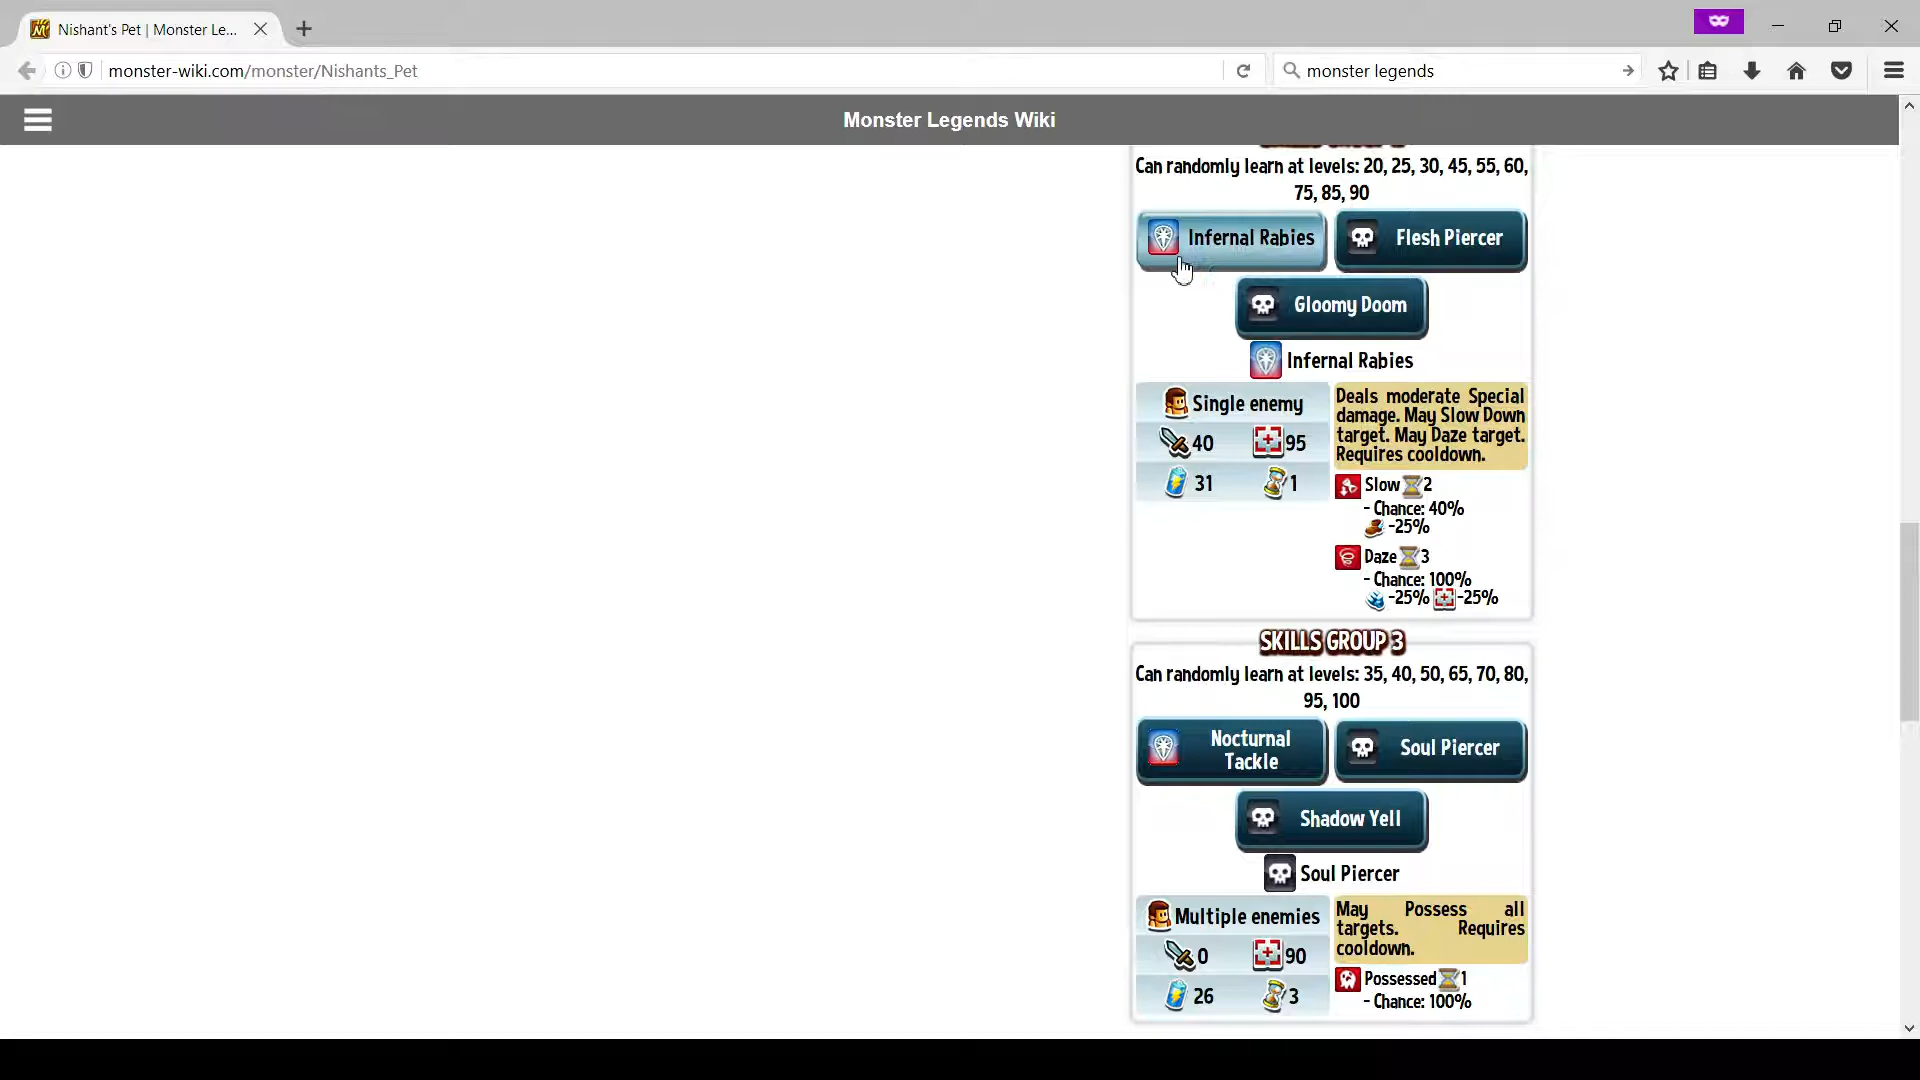 Nishant's Pet | Monster Le...
monster-wiki.com/monster/Nishants_Pet
monster legends
Monster Legends Wiki
Can randomly learn at levels: 20, 25, 30, 45, 55, 60,
75, 85, 90
Infernal Rabies
Flesh Piercer
Gloomy Doom
Infernal Rabies
Single enemy
40
95
31
1
Deals moderate Special
damage. May Slow Down
target. May Daze target.
Requires cooldown.
Slow 2
- Chance: 40%
-25%
Daze 3
- Chance: 100%
-25% -25%
SKILLS GROUP 3
Can randomly learn at levels: 35, 40, 50, 65, 70, 80,
95, 100
Nocturnal
Tackle
Soul Piercer
Shadow Yell
Soul Piercer
Multiple enemies
0
90
26
3
May Possess all
targets. Requires
cooldown.
Possessed 1
- Chance: 100%